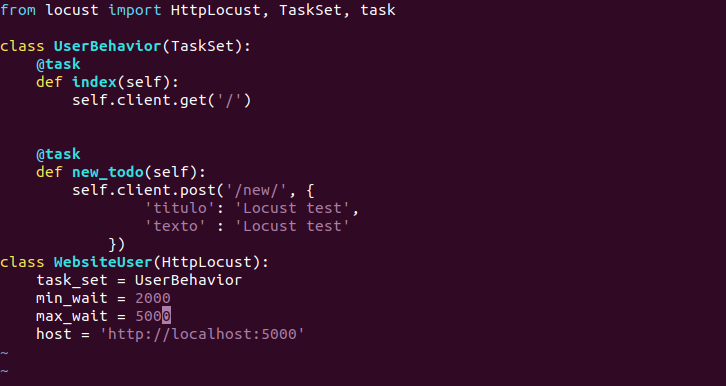 from locust import HttpLocust, TaskSet, task

class UserBehavior(TaskSet):
    @task
    def index(self):
        self.client.get('/')


    @task
    def new_todo(self):
        self.client.post('/new/', {
                'titulo': 'Locust test',
                'texto' : 'Locust test'
            })
class WebsiteUser(HttpLocust):
    task_set = UserBehavior
    min_wait = 2000
    max_wait = 5000
    host = 'http://localhost:5000'
~
~